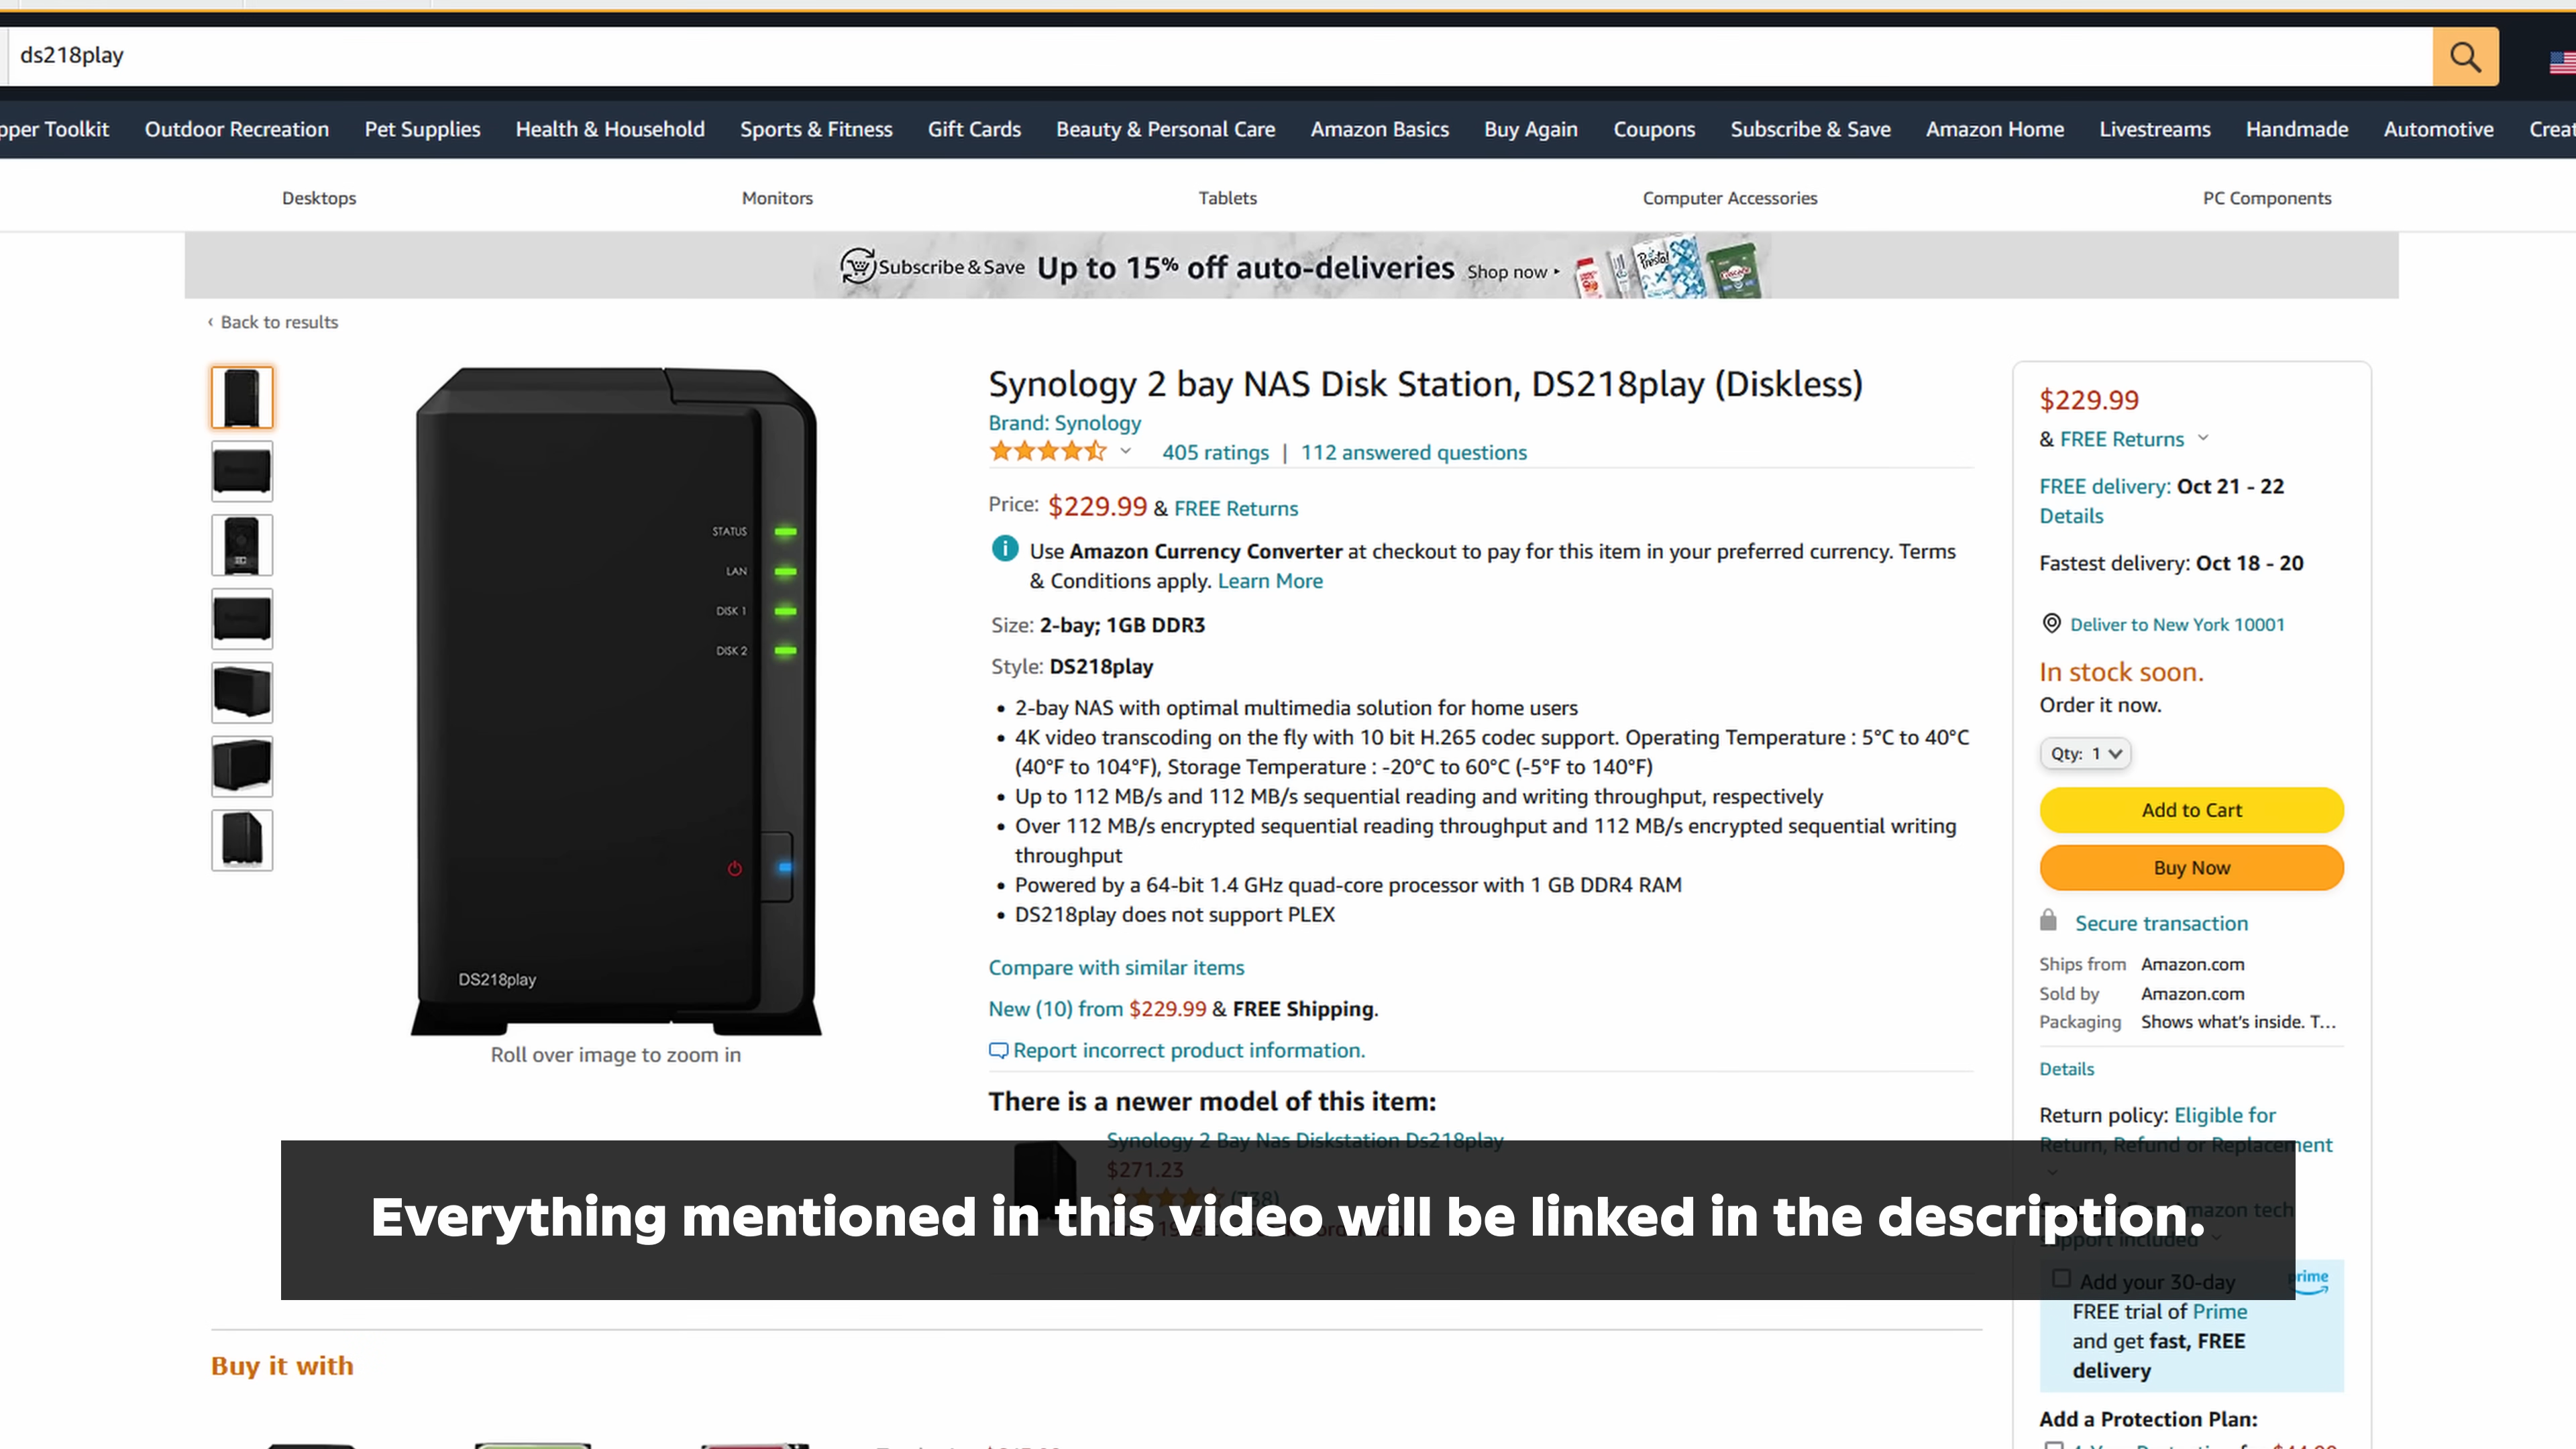 ds218play
pper Toolkit Outdoor Recreation Pet Supplies Health & Household Sports & Fitness Gift Cards Beauty & Personal Care Amazon Basics Buy Again Coupons Subscribe & Save Amazon Home Livestreams Handmade Automotive Creat
Desktops Monitors Tablets Computer Accessories PC Components
Subscribe & Save Up to 15% off auto-deliveries Shop now ▸
Presto!
Cascade
‹ Back to results
STATUS
LAN
DISK 1
DISK 2
DS218play
Roll over image to zoom in
Synology 2 bay NAS Disk Station, DS218play (Diskless)
Brand: Synology
405 ratings | 112 answered questions
Price: $229.99 & FREE Returns
i Use Amazon Currency Converter at checkout to pay for this item in your preferred currency. Terms
& Conditions apply. Learn More
Size: 2-bay; 1GB DDR3
Style: DS218play
• 2-bay NAS with optimal multimedia solution for home users
• 4K video transcoding on the fly with 10 bit H.265 codec support. Operating Temperature : 5°C to 40°C
(40°F to 104°F), Storage Temperature : -20°C to 60°C (-5°F to 140°F)
• Up to 112 MB/s and 112 MB/s sequential reading and writing throughput, respectively
• Over 112 MB/s encrypted sequential reading throughput and 112 MB/s encrypted sequential writing
throughput
• Powered by a 64-bit 1.4 GHz quad-core processor with 1 GB DDR4 RAM
• DS218play does not support PLEX
Compare with similar items
New (10) from $229.99 & FREE Shipping.
Report incorrect product information.
There is a newer model of this item:
Synology 2 Bay Nas Diskstation Ds218play
$271.23
(738)
Everything mentioned in this video will be linked in the description.
$229.99
& FREE Returns
FREE delivery: Oct 21 - 22
Details
Fastest delivery: Oct 18 - 20
Deliver to New York 10001
In stock soon.
Order it now.
Qty: 1
Add to Cart
Buy Now
Secure transaction
Ships from Amazon.com
Sold by Amazon.com
Packaging Shows what's inside. T...
Details
Return policy: Eligible for
Return, Refund or Replacement
Amazon tech
support included
Add your 30-day
prime
FREE trial of Prime
and get fast, FREE
delivery
Add a Protection Plan:
Buy it with